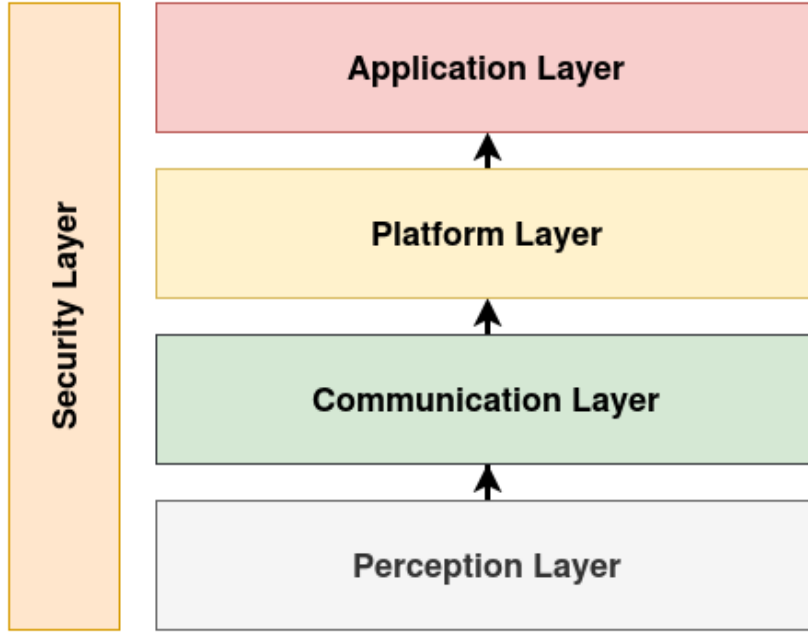 Security Layer
Application Layer
Platform Layer
Communication Layer
Perception Layer